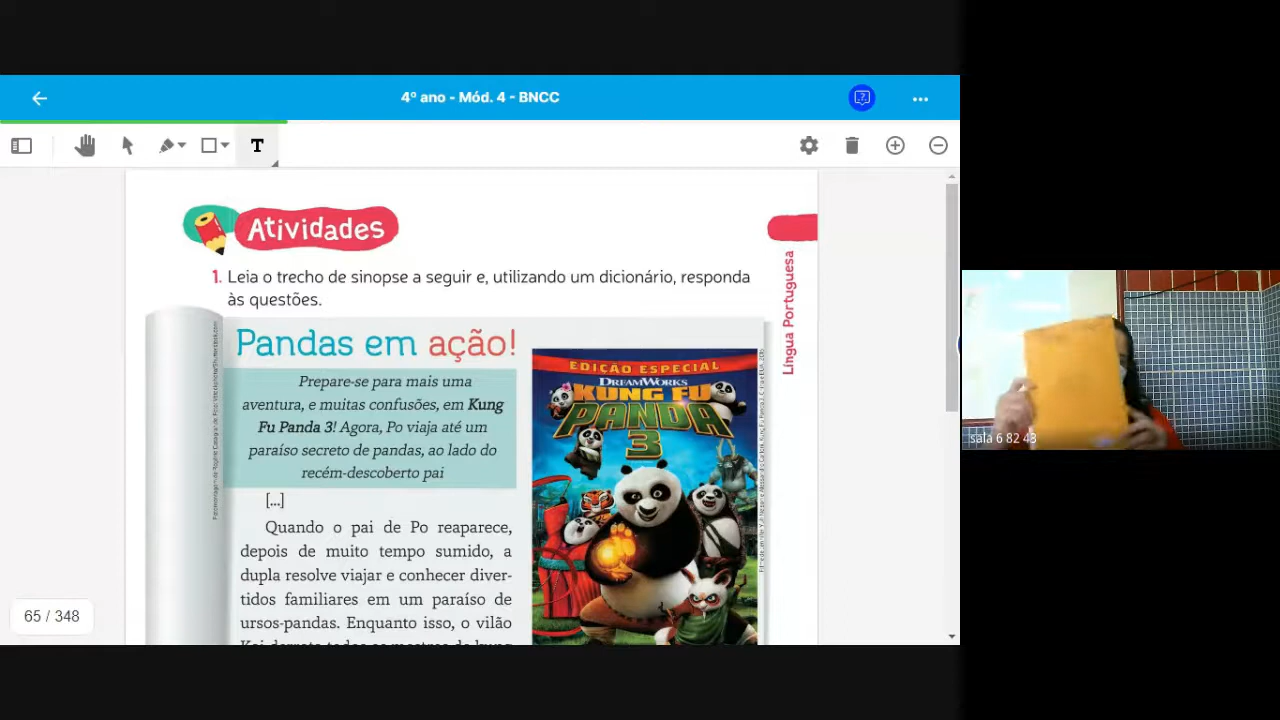 4º ano - Mód. 4 - BNCC
T
Atividades
1. Leia o trecho de sinopse a seguir e, utilizando um dicionário, responda
às questões.
Língua Portuguesa
Pandas em ação!
Prepare-se para mais uma
aventura, e muitas confusões, em Kung
Fu Panda 3! Agora, Po viaja até um
paraíso secreto de pandas, ao lado do
recém-descoberto pai
[...]
Quando o pai de Po reaparece,
depois de muito tempo sumido, a
dupla resolve viajar e conhecer diver-
tidos familiares em um paraíso de
ursos-pandas. Enquanto isso, o vilão
EDIÇÃO ESPECIAL
DREAMWORKS
KUNG FU
PANDA
3
65 / 348
sala 6 82 43